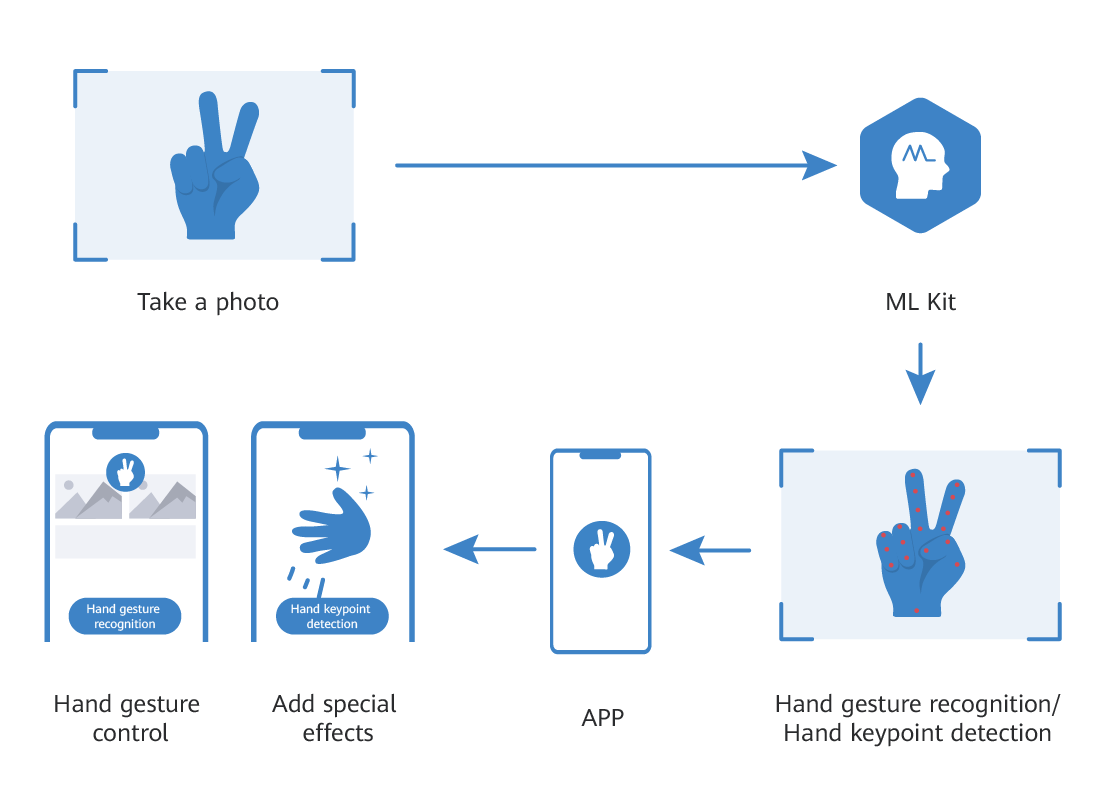 Take a photo
ML Kit
Hand gesture
recognition
Hand keypoint
detection
Hand gesture
control
Add special
effects
APP
Hand gesture recognition/
Hand keypoint detection